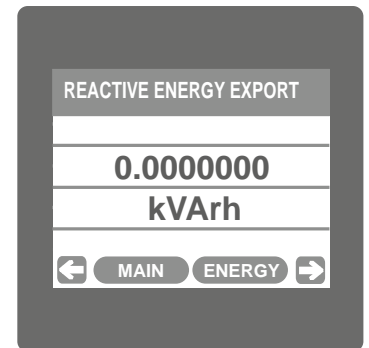 REACTIVE ENERGY EXPORT
0.0000000
kVArh
MAIN ENERGY